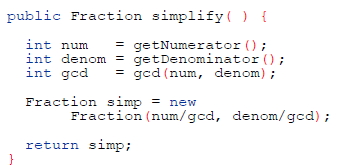 public Fraction simplify( ) {
int num = getNumerator();
int denom = getDenominator();
int gcd = gcd(num, denom);
Fraction simp = new
Fraction(num/gcd, denom/gcd);
return simp;
}